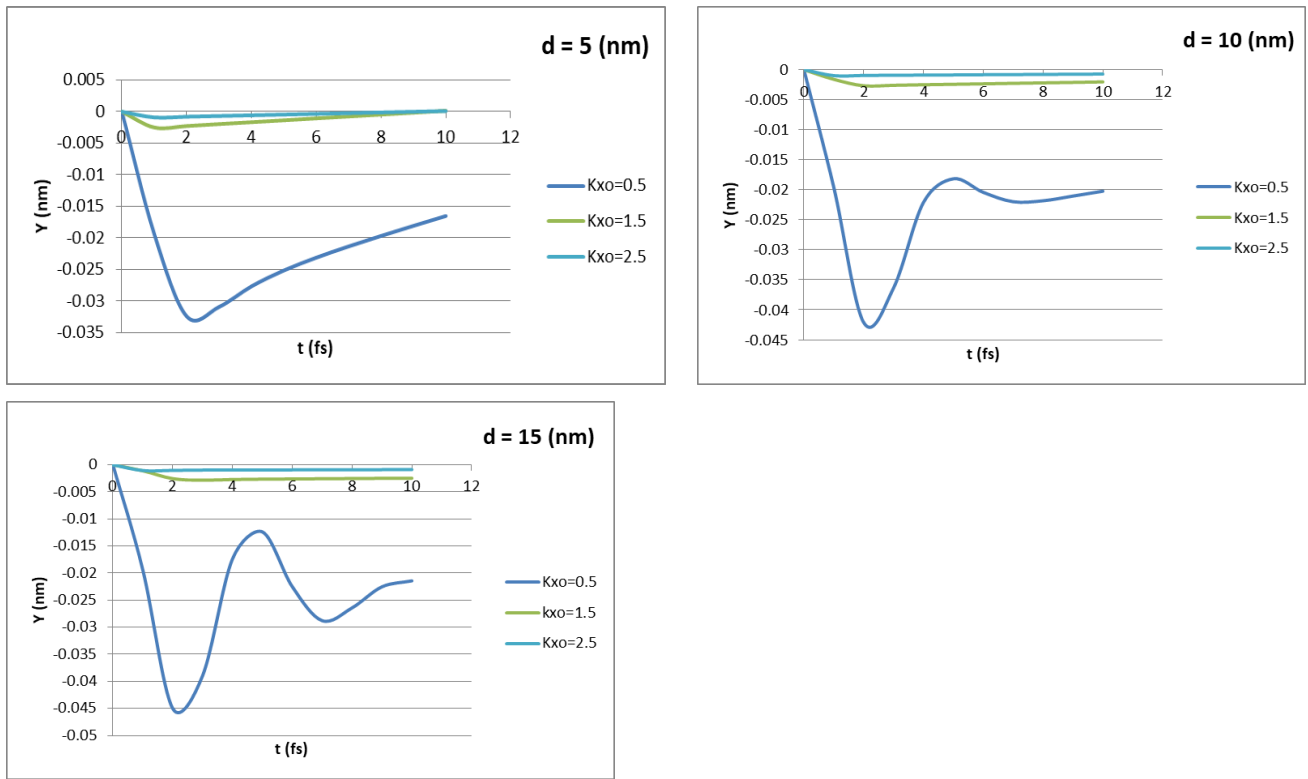 d = 5 (nm)
0.005
0
-0.005
-0.01
-0.015
-0.02
-0.025
-0.03
-0.035
0 2 4 6 8 10 12
Y (nm)
t (fs)
Kxo=0.5
Kxo=1.5
Kxo=2.5
d = 10 (nm)
0
-0.005
-0.01
-0.015
-0.02
-0.025
-0.03
-0.035
-0.04
-0.045
0 2 4 6 8 10 12
Y (nm)
t (fs)
Kxo=0.5
Kxo=1.5
Kxo=2.5
d = 15 (nm)
0
-0.005
-0.01
-0.015
-0.02
-0.025
-0.03
-0.035
-0.04
-0.045
-0.05
0 2 4 6 8 10 12
Y (nm)
t (fs)
Kxo=0.5
kxo=1.5
Kxo=2.5